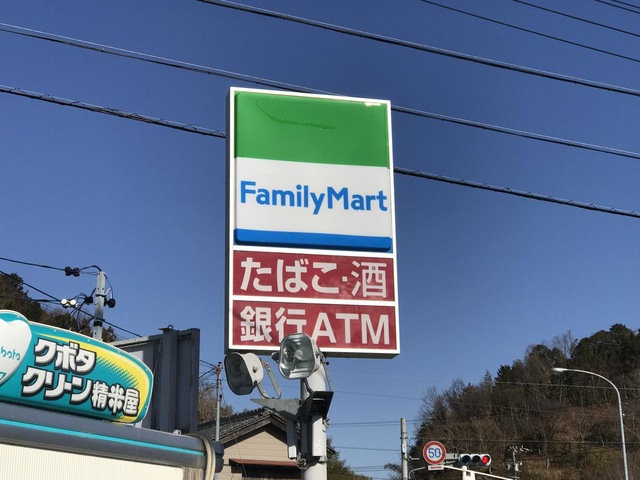 FamilyMart
たばこ・酒
銀行ATM
クボタ
クリーン精米屋
50